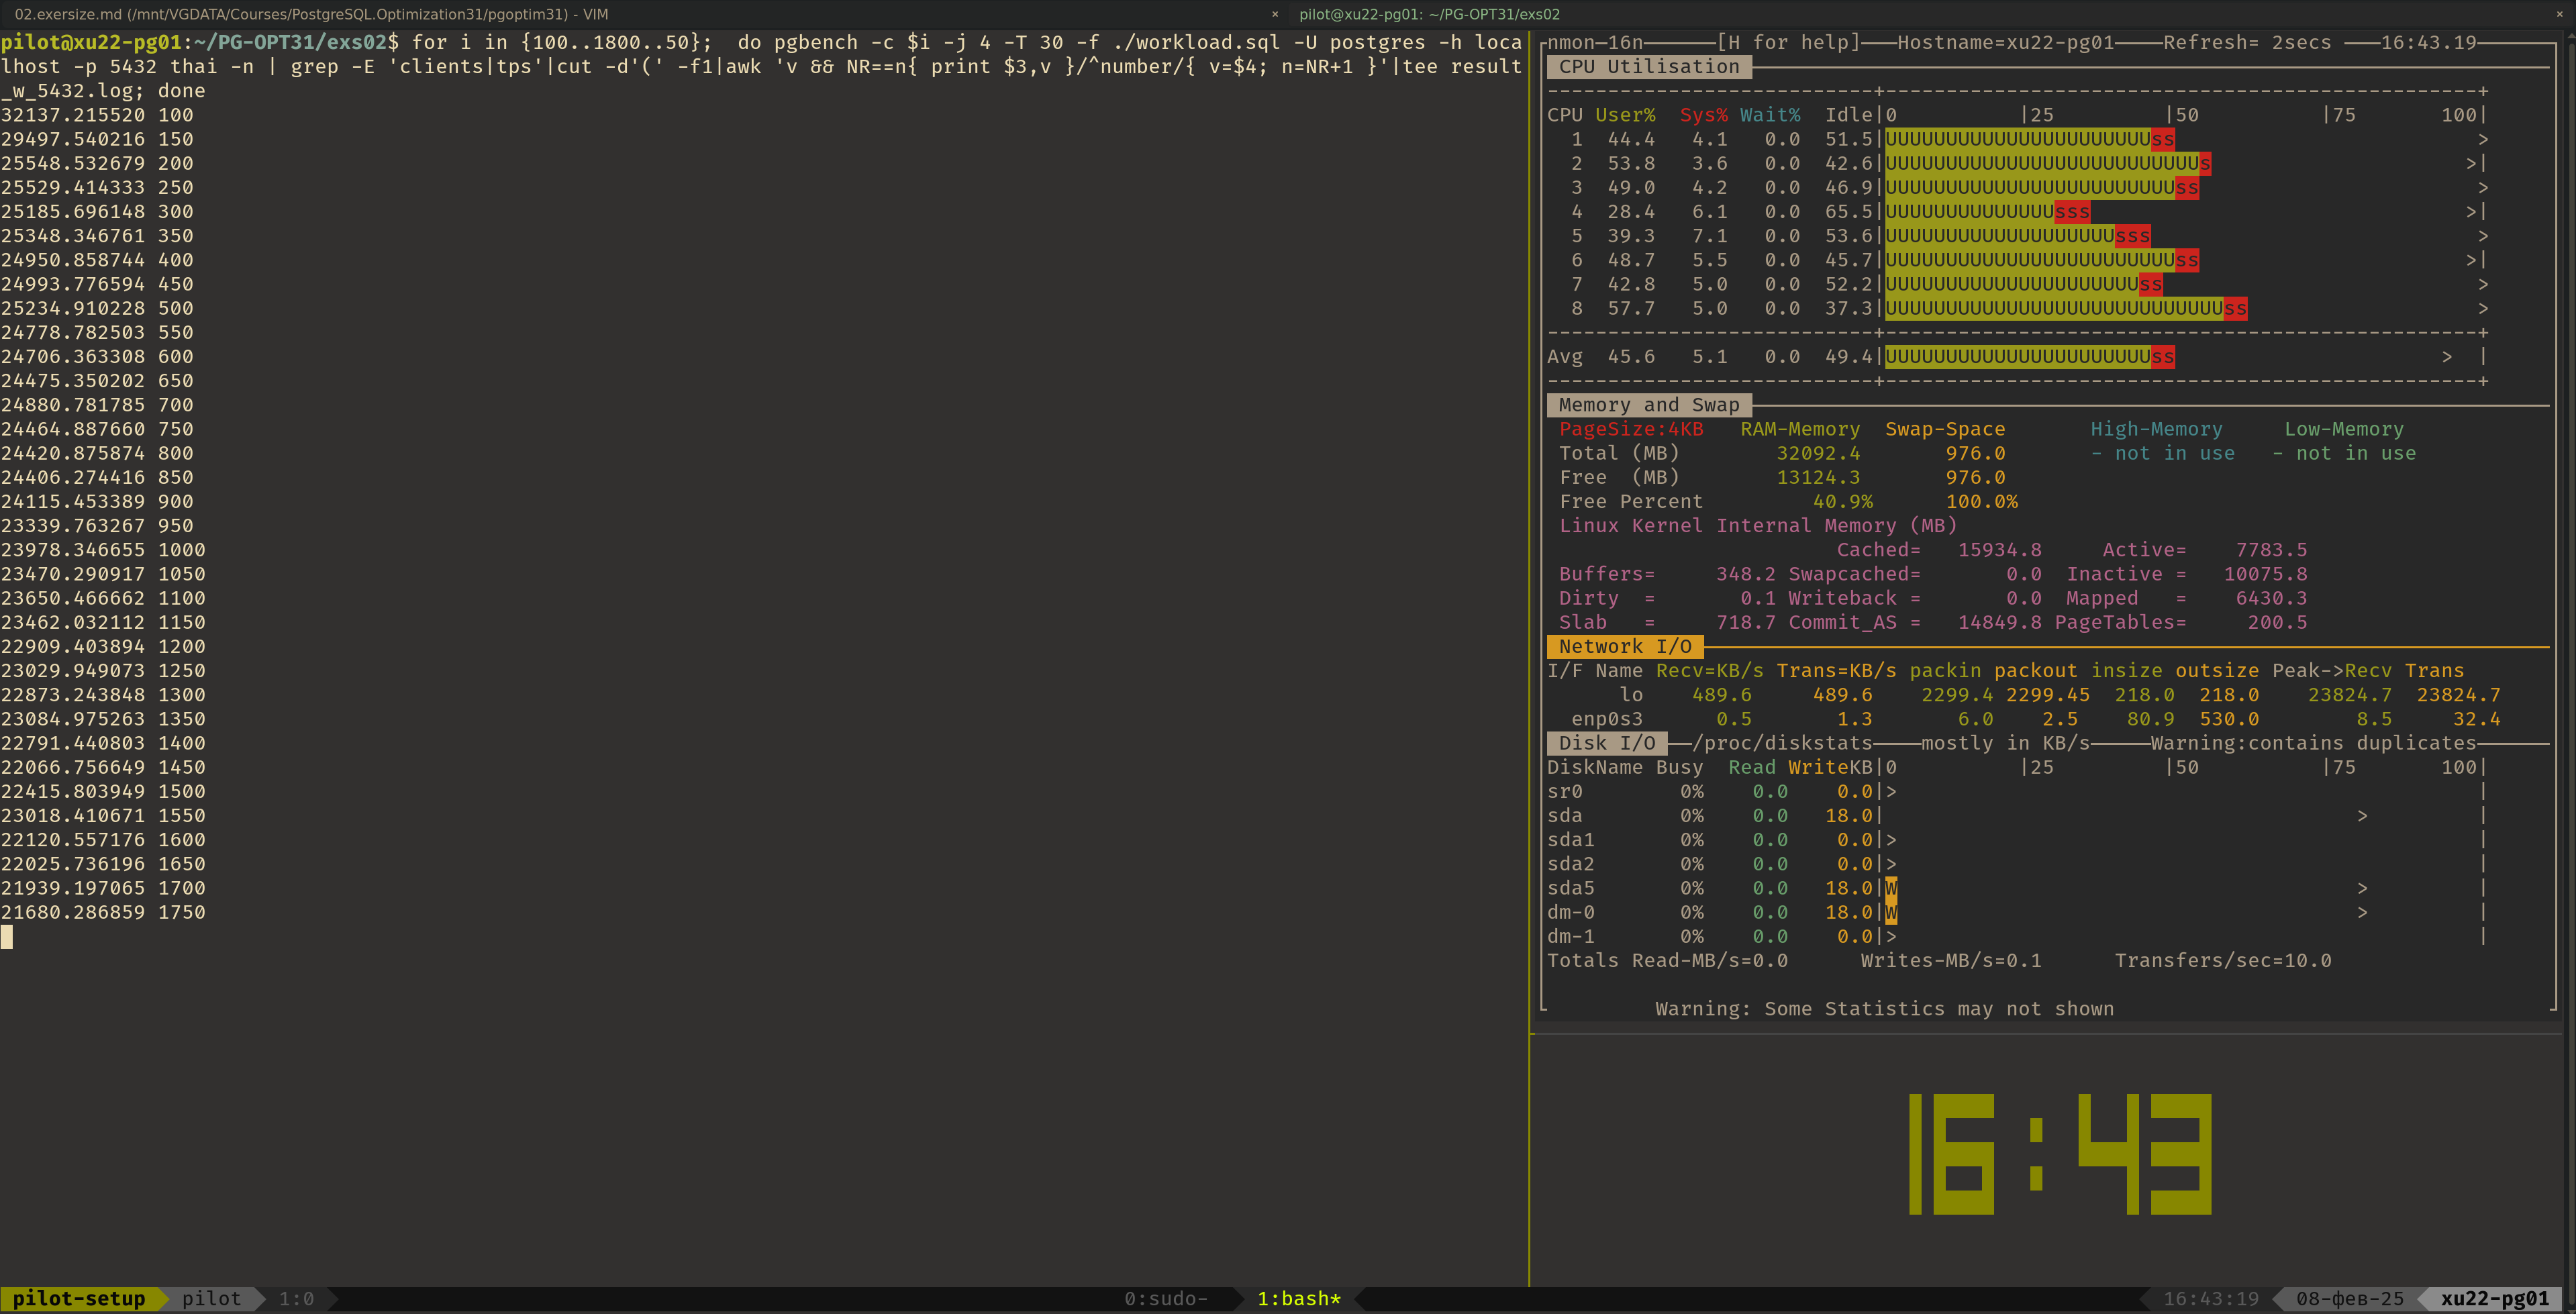 02.exersize.md (/mnt/VGDATA/Courses/PostgreSQL.Optimization31/pgoptim31) - VIM ×
pilot@xu22-pg01: ~/PG-OPT31/exs02 ×
pilot@xu22-pg01:~/PG-OPT31/exs02$ for i in {100..1800..50};  do pgbench -c $i -j 4 -T 30 -f ./workload.sql -U postgres -h loca
lhost -p 5432 thai -n | grep -E 'clients|tps'|cut -d'(' -f1|awk 'v && NR==n{ print $3,v }/^number/{ v=$4; n=NR+1 }'|tee result
_w_5432.log; done
32137.215520 100
29497.540216 150
25548.532679 200
25529.414333 250
25185.696148 300
25348.346761 350
24950.858744 400
24993.776594 450
25234.910228 500
24778.782503 550
24706.363308 600
24475.350202 650
24880.781785 700
24464.887660 750
24420.875874 800
24406.274416 850
24115.453389 900
23339.763267 950
23978.346655 1000
23470.290917 1050
23650.466662 1100
23462.032112 1150
22909.403894 1200
23029.949073 1250
22873.243848 1300
23084.975263 1350
22791.440803 1400
22066.756649 1450
22415.803949 1500
23018.410671 1550
22120.557176 1600
22025.736196 1650
21939.197065 1700
21680.286859 1750
nmon—16n——————[H for help]———Hostname=xu22-pg01————Refresh= 2secs ———16:43.19
CPU Utilisation
---------------------------+--------------------------------------------------+
CPU User%  Sys% Wait%  Idle|0          |25         |50          |75       100|
1  44.4   4.1   0.0  51.5|UUUUUUUUUUUUUUUUUUUUUUss                         >
2  53.8   3.6   0.0  42.6|UUUUUUUUUUUUUUUUUUUUUUUUUUs                     >|
3  49.0   4.2   0.0  46.9|UUUUUUUUUUUUUUUUUUUUUUUUss                       >
4  28.4   6.1   0.0  65.5|UUUUUUUUUUUUUUsss                               >|
5  39.3   7.1   0.0  53.6|UUUUUUUUUUUUUUUUUUUsss                           >
6  48.7   5.5   0.0  45.7|UUUUUUUUUUUUUUUUUUUUUUUUss                      >|
7  42.8   5.0   0.0  52.2|UUUUUUUUUUUUUUUUUUUUUss                          >
8  57.7   5.0   0.0  37.3|UUUUUUUUUUUUUUUUUUUUUUUUUUUUss                   >
---------------------------+--------------------------------------------------+
Avg  45.6   5.1   0.0  49.4|UUUUUUUUUUUUUUUUUUUUUUss                      >  |
---------------------------+--------------------------------------------------+
Memory and Swap
PageSize:4KB   RAM-Memory  Swap-Space       High-Memory     Low-Memory
Total (MB)        32092.4       976.0       - not in use   - not in use
Free  (MB)        13124.3       976.0
Free Percent         40.9%      100.0%
Linux Kernel Internal Memory (MB)
Cached=   15934.8     Active=    7783.5
Buffers=     348.2 Swapcached=       0.0  Inactive =   10075.8
Dirty  =       0.1 Writeback =       0.0  Mapped   =    6430.3
Slab   =     718.7 Commit_AS =   14849.8 PageTables=     200.5
Network I/O
I/F Name Recv=KB/s Trans=KB/s packin packout insize outsize Peak->Recv Trans
lo    489.6     489.6    2299.4 2299.45  218.0  218.0    23824.7  23824.7
enp0s3      0.5       1.3       6.0    2.5    80.9  530.0        8.5     32.4
Disk I/O ——/proc/diskstats————mostly in KB/s—————Warning:contains duplicates
DiskName Busy  Read WriteKB|0          |25         |50          |75       100|
sr0        0%    0.0    0.0|>                                                |
sda        0%    0.0   18.0|                                       >         |
sda1       0%    0.0    0.0|>                                                |
sda2       0%    0.0    0.0|>                                                |
sda5       0%    0.0   18.0|W                                      >         |
dm-0       0%    0.0   18.0|W                                      >         |
dm-1       0%    0.0    0.0|>                                                |
Totals Read-MB/s=0.0      Writes-MB/s=0.1      Transfers/sec=10.0
Warning: Some Statistics may not shown
16:43
pilot-setup  pilot  1:0  0:sudo-  1:bash*  16:43:19  08-фев-25  xu22-pg01